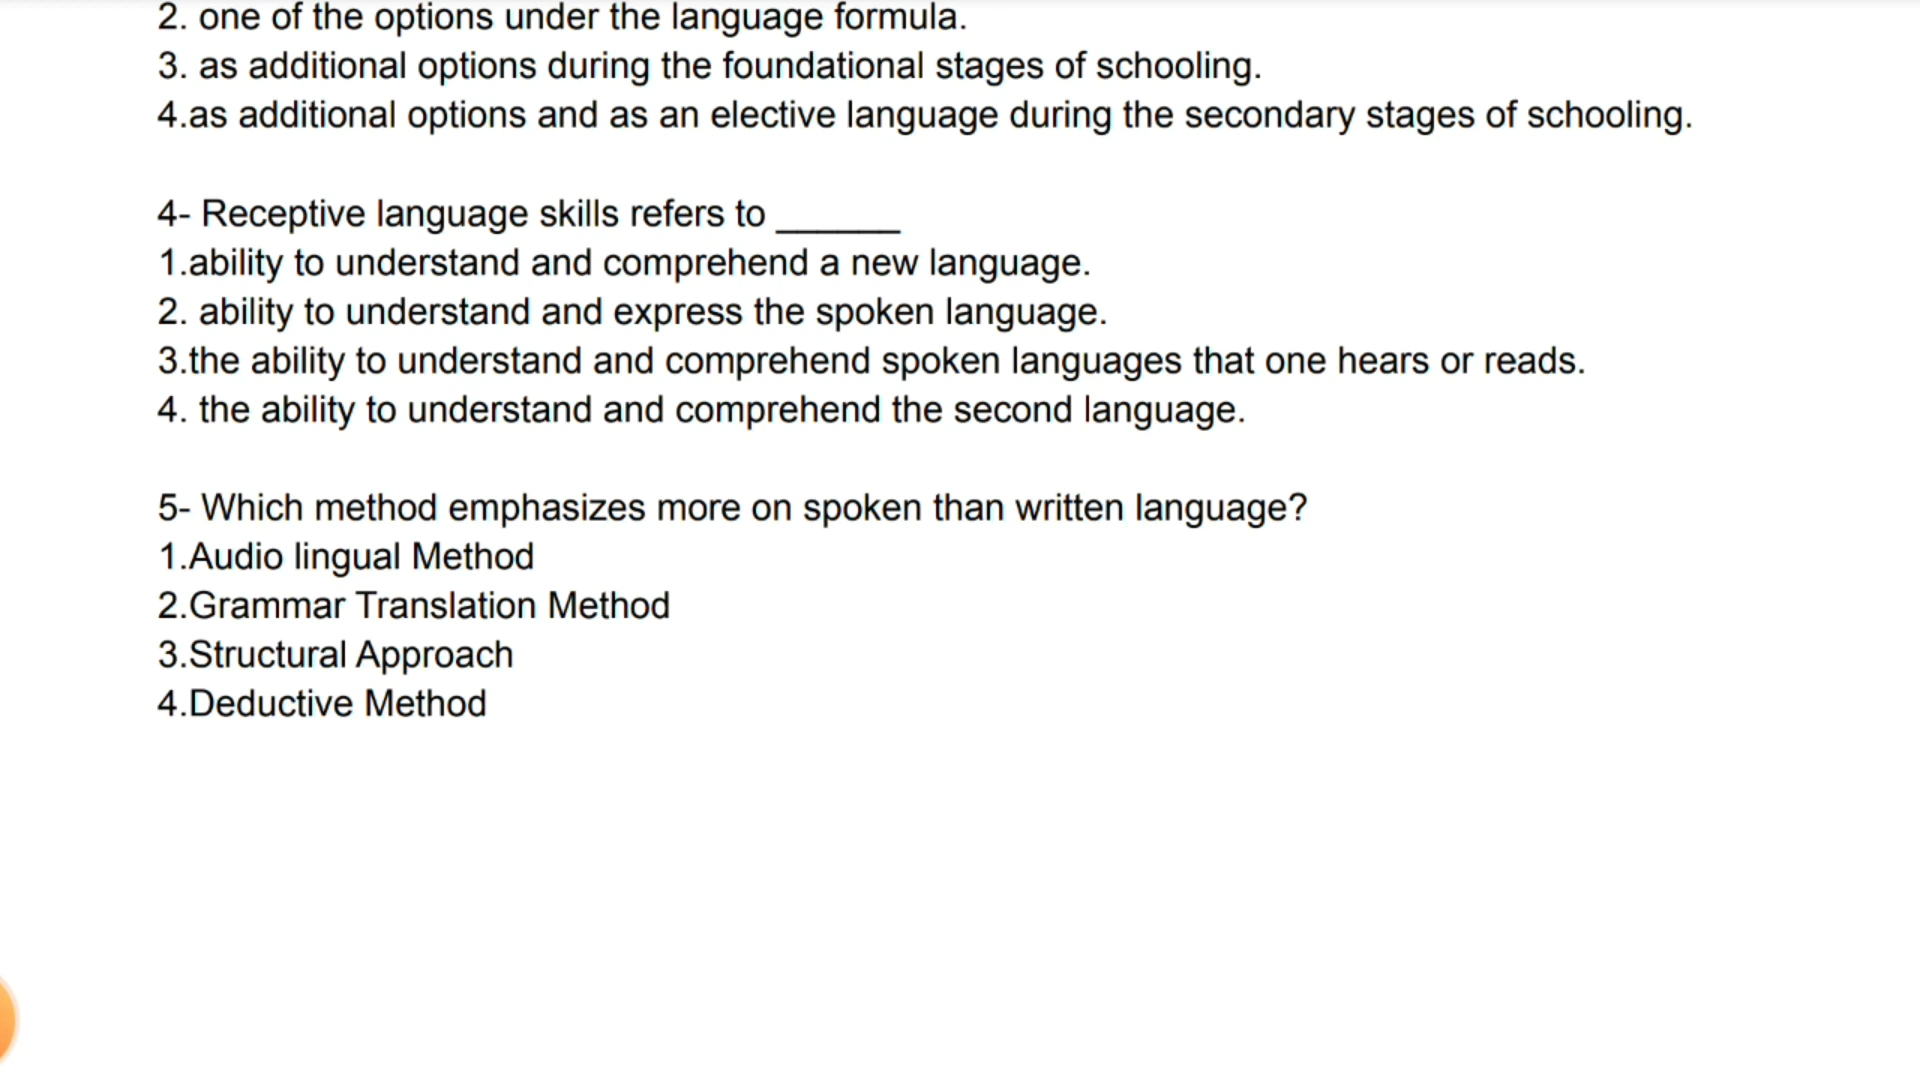 2. one of the options under the language formula.
3. as additional options during the foundational stages of schooling.
4.as additional options and as an elective language during the secondary stages of schooling.
4- Receptive language skills refers to ______
1.ability to understand and comprehend a new language.
2. ability to understand and express the spoken language.
3.the ability to understand and comprehend spoken languages that one hears or reads.
4. the ability to understand and comprehend the second language.
5- Which method emphasizes more on spoken than written language?
1.Audio lingual Method
2.Grammar Translation Method
3.Structural Approach
4.Deductive Method